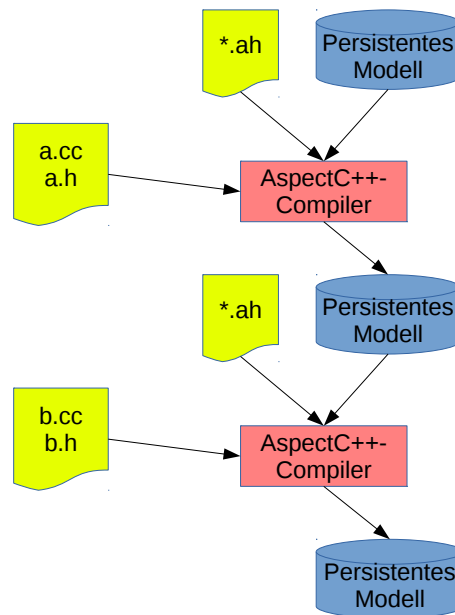 *.ah
Persistentes
Modell
a.cc
a.h
AspectC++-
Compiler
*.ah
Persistentes
Modell
b.cc
b.h
AspectC++-
Compiler
Persistentes
Modell